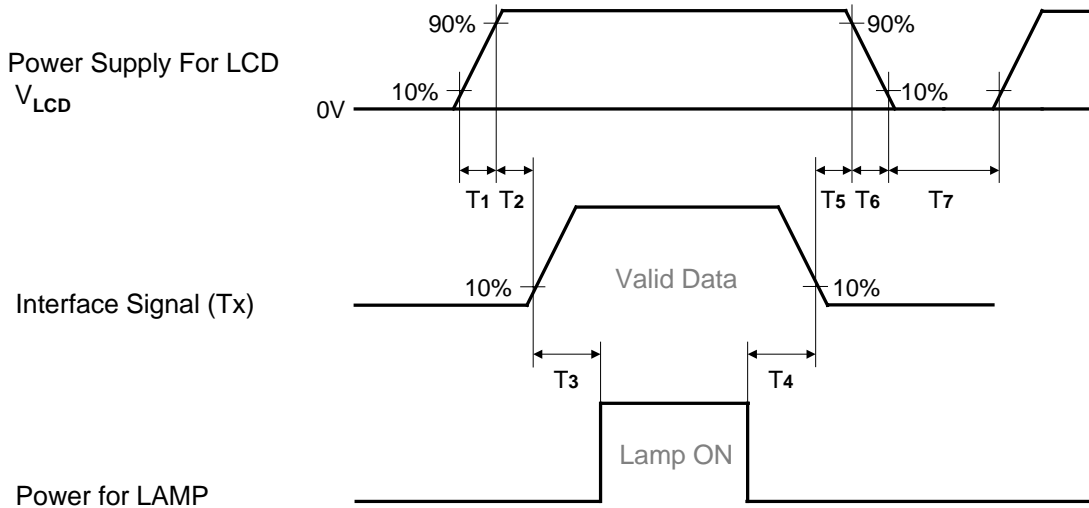 90% 90%
Power Supply For LCD
VLCD
10% 10%
0V
T1 T2 T5 T6 T7
Valid Data
10% 10%
Interface Signal (Tx)
T3 T4
Lamp ON
Power for LAMP